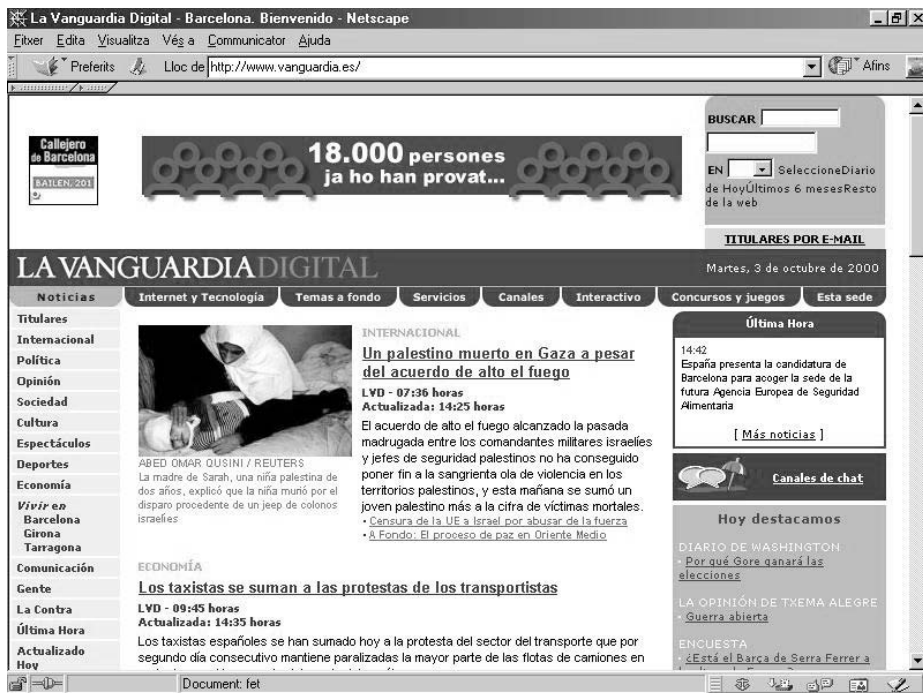 La Vanguardia Digital - Barcelona. Bienvenido - Netscape
Fitxer Edita Visualitza Vés a Communicator Ajuda
Preferits Lloc de http://www.vanguardia.es/ Afins
Callejero
de Barcelona
BAILEN, 201
18.000 persones
ja ho han provat...
BUSCAR
EN SeleccioneDiario
de HoyÚltimos 6 mesesResto
de la web
TITULARES POR E-MAIL
LA VANGUARDIA DIGITAL
Martes, 3 de octubre de 2000
Noticias Internet y Tecnología Temas a fondo Servicios Canales Interactivo Concursos y juegos Esta sede
Titulares
Internacional
Política
Opinión
Sociedad
Cultura
Espectáculos
Deportes
Economía
Vivir en
Barcelona
Girona
Tarragona
Comunicación
Gente
La Contra
Última Hora
Actualizado
Hoy
ABED OMAR QUSINI / REUTERS
La madre de Sarah, una niña palestina de
dos años, explicó que la niña murió por el
disparo procedente de un jeep de colonos
israelíes
INTERNACIONAL
Un palestino muerto en Gaza a pesar
del acuerdo de alto el fuego
LVD - 07:36 horas
Actualizada: 14:25 horas
El acuerdo de alto el fuego alcanzado la pasada
madrugada entre los comandantes militares israelíes
y jefes de seguridad palestinos no ha conseguido
poner fin a la sangrienta ola de violencia en los
territorios palestinos, y esta mañana se sumó un
joven palestino más a la cifra de víctimas mortales.
· Censura de la UE a Israel por abusar de la fuerza
· A Fondo: El proceso de paz en Oriente Medio
ECONOMÍA
Los taxistas se suman a las protestas de los transportistas
LVD - 09:45 horas
Actualizada: 14:35 horas
Los taxistas españoles se han sumado hoy a la protesta del sector del transporte que por
segundo día consecutivo mantiene paralizadas la mayor parte de las flotas de camiones en
Última Hora
14:42
España presenta la candidatura de
Barcelona para acoger la sede de la
futura Agencia Europea de Seguridad
Alimentaria
[ Más noticias ]
Canales de chat
Hoy destacamos
DIARIO DE WASHINGTON
· Por qué Gore ganará las
elecciones
LA OPINIÓN DE TXEMA ALEGRE
· Guerra abierta
ENCUESTA
· ¿Está el Barça de Serra Ferrer a
Document: fet